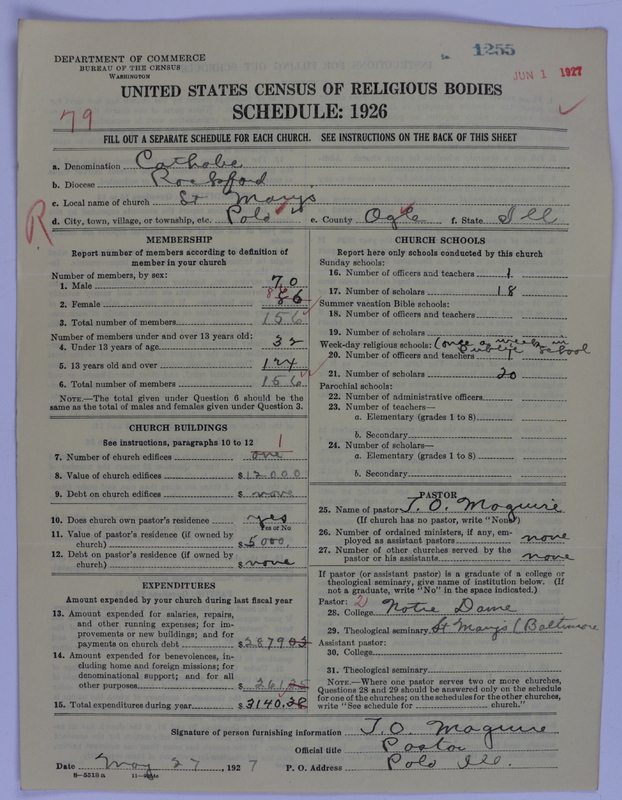 1255
JUN 1 1927
DEPARTMENT OF COMMERCE
BUREAU OF THE CENSUS
WASHINGTON
UNITED STATES CENSUS OF RELIGIOUS BODIES
SCHEDULE: 1926
79
FILL OUT A SEPARATE SCHEDULE FOR EACH CHURCH. SEE INSTRUCTIONS ON THE BACK OF THIS SHEET
a. Denomination Catholic
b. Diocese Rockford
c. Local name of church St Marys
d. City, town, village, or township, etc. Polo e. County Ogle f. State Ill
R
MEMBERSHIP
Report number of members according to definition of
member in your church
Number of members, by sex:
1. Male 70
2. Female 86
3. Total number of members 156
Number of members under and over 13 years old:
4. Under 13 years of age 32
5. 13 years old and over 124
6. Total number of members 156
NOTE.—The total given under Question 6 should be
same as the total of males and females given under Question 3.
CHURCH BUILDINGS
See instructions, paragraphs 10 to 12 1
7. Number of church edifices one
8. Value of church edifices $ 12000
9. Debt on church edifices $ none
10. Does church own pastor's residence? yes
Yes or No
11. Value of pastor's residence (if owned by
church) $ 5000.
12. Debt on pastor's residence (if owned by
church) $ none
EXPENDITURES
Amount expended by your church during last fiscal year
13. Amount expended for salaries, repairs,
and other running expenses; for im-
provements or new buildings; and for
payments on church debt $ 2879 03
14. Amount expended for benevolences, in-
cluding home and foreign missions; for
denominational support; and for all
other purposes $ 261 25
15. Total expenditures during year $ 3140.28
CHURCH SCHOOLS
Report here only schools conducted by this church
Sunday schools:
16. Number of officers and teachers 1
17. Number of scholars 18
Summer vacation Bible schools:
18. Number of officers and teachers
19. Number of scholars
Week-day religious schools: (once a week in
public school
20. Number of officers and teachers
21. Number of scholars 20
Parochial schools:
22. Number of administrative officers
23. Number of teachers—
a. Elementary (grades 1 to 8)
b. Secondary
24. Number of scholars—
a. Elementary (grades 1 to 8)
b. Secondary
PASTOR
25. Name of pastor T. O. Maguire
(If church has no pastor, write "None")
26. Number of ordained ministers, if any, em-
ployed as assistant pastors none
27. Number of other churches served by the
pastor or his assistants none
If pastor (or assistant pastor) is a graduate of a college or
theological seminary, give name of institution below. (If
not a graduate, write "No" in the space indicated.)
Pastor: 2
28. College Notre Dame
29. Theological seminary St Marys (Baltimore
Assistant pastor:
30. College
31. Theological seminary
NOTE.—Where one pastor serves two or more churches,
Questions 28 and 29 should be answered only on the schedule
for one of the churches; on the schedules for the other churches,
write "See schedule for church."
Signature of person furnishing information T. O. Maguire
Official title Pastor
Date May 27, 1927 P. O. Address Polo Ill.
8—5518a